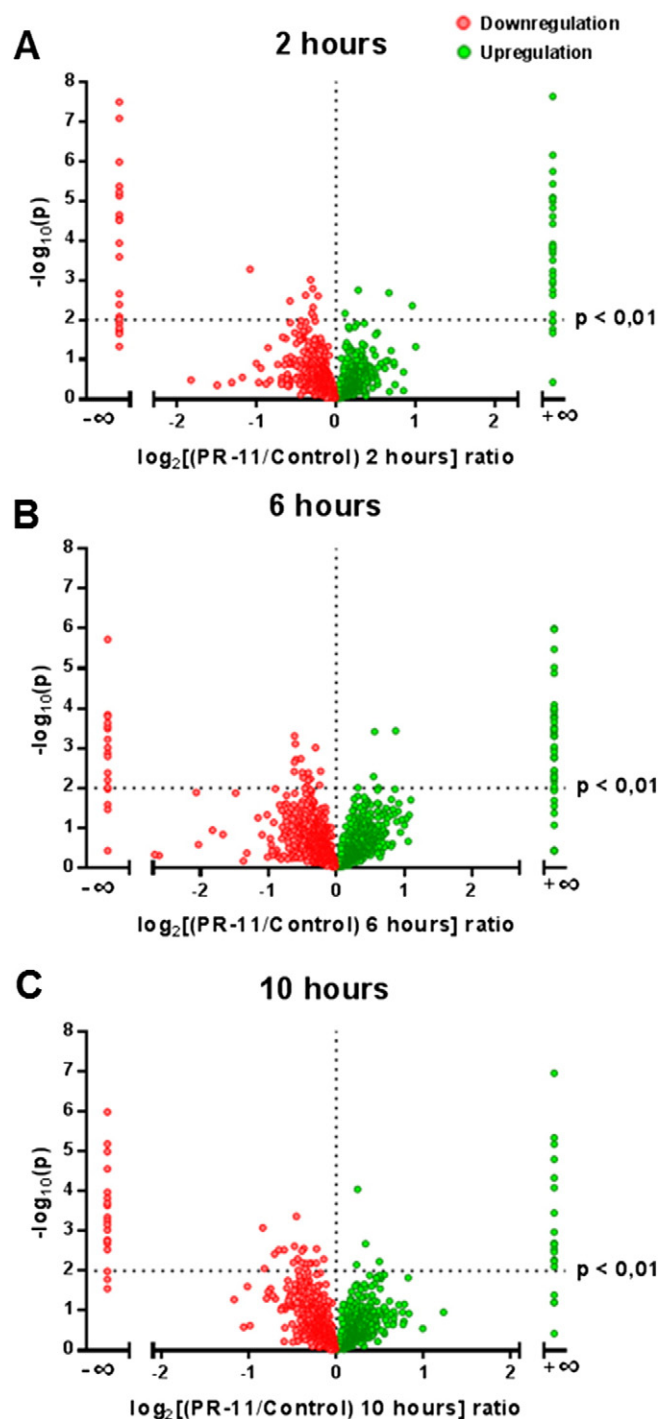 A
2 hours
Downregulation
Upregulation
8
7
6
5
4
3
2
1
0
-log₁₀(p)
p < 0,01
-∞
-2
-1
0
1
2
+∞
log₂[(PR-11/Control) 2 hours] ratio
B
6 hours
8
7
6
5
4
3
2
1
0
-log₁₀(p)
p < 0,01
-∞
-2
-1
0
1
2
+∞
log₂[(PR-11/Control) 6 hours] ratio
C
10 hours
8
7
6
5
4
3
2
1
0
-log₁₀(p)
p < 0,01
-∞
-2
-1
0
1
2
+∞
log₂[(PR-11/Control) 10 hours] ratio